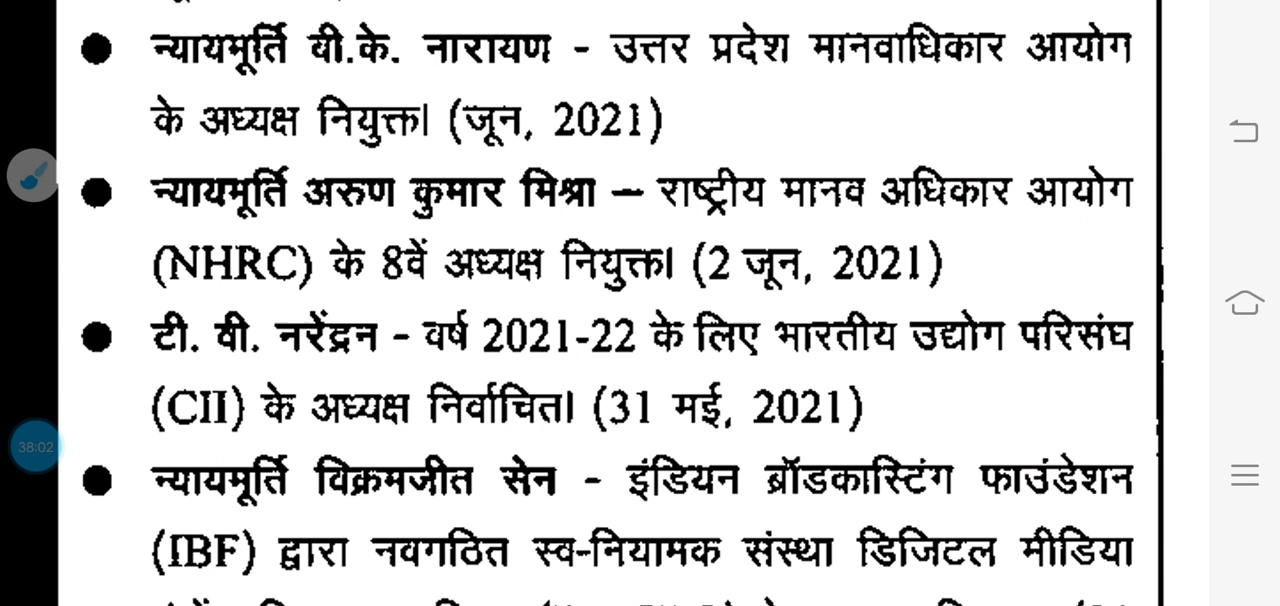 ● न्यायमूर्ति बी.के. नारायण - उत्तर प्रदेश मानवाधिकार आयोग
के अध्यक्ष नियुक्त। (जून, 2021)
● न्यायमूर्ति अरुण कुमार मिश्रा – राष्ट्रीय मानव अधिकार आयोग
(NHRC) के 8वें अध्यक्ष नियुक्त। (2 जून, 2021)
● टी. वी. नरेंद्रन - वर्ष 2021-22 के लिए भारतीय उद्योग परिसंघ
(CII) के अध्यक्ष निर्वाचित। (31 मई, 2021)
● न्यायमूर्ति विक्रमजीत सेन - इंडियन ब्रॉडकास्टिंग फाउंडेशन
38:02
(IBF) द्वारा नवगठित स्व-नियामक संस्था डिजिटल मीडिया